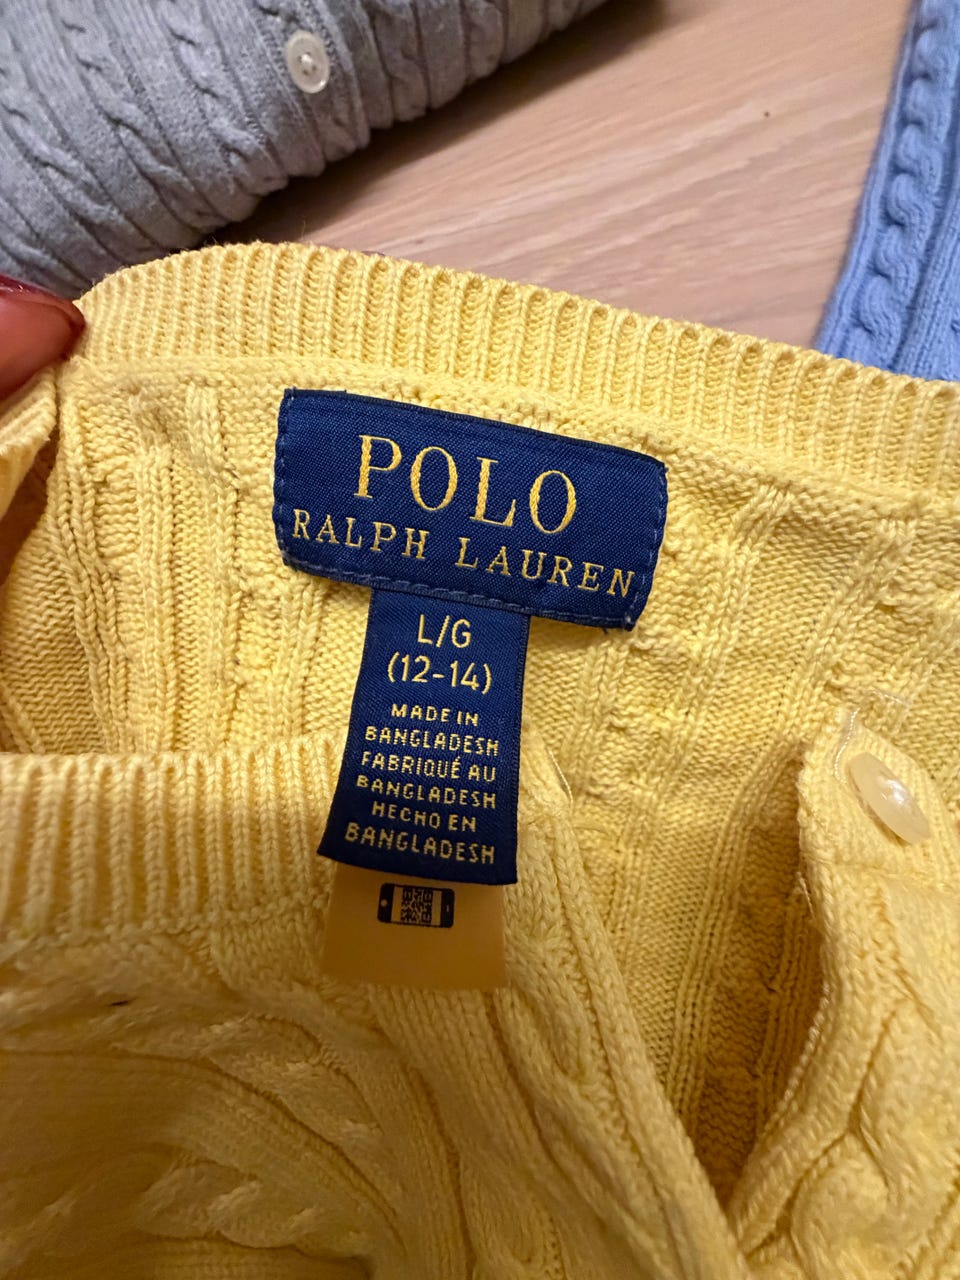 POLO
RALPH LAUREN
L/G
(12-14)
MADE IN
BANGLADESH
FABRIQUÉ AU
BANGLADESH
HECHO EN
BANGLADESH